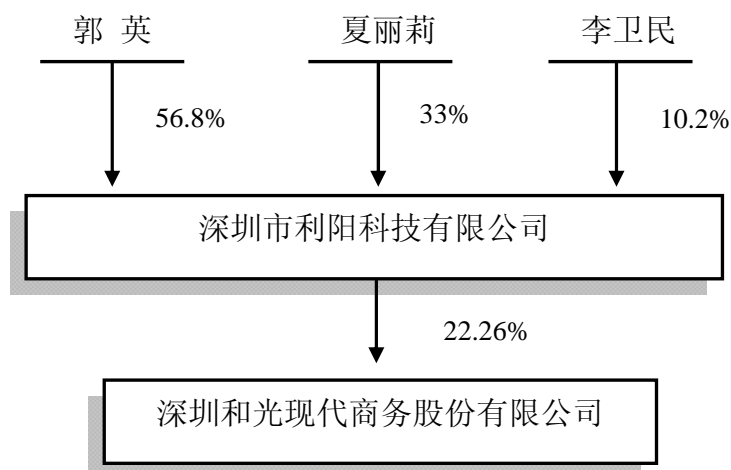 郭 英 夏丽莉 李卫民
56.8% 33% 10.2%
深圳市利阳科技有限公司
22.26%
深圳和光现代商务股份有限公司